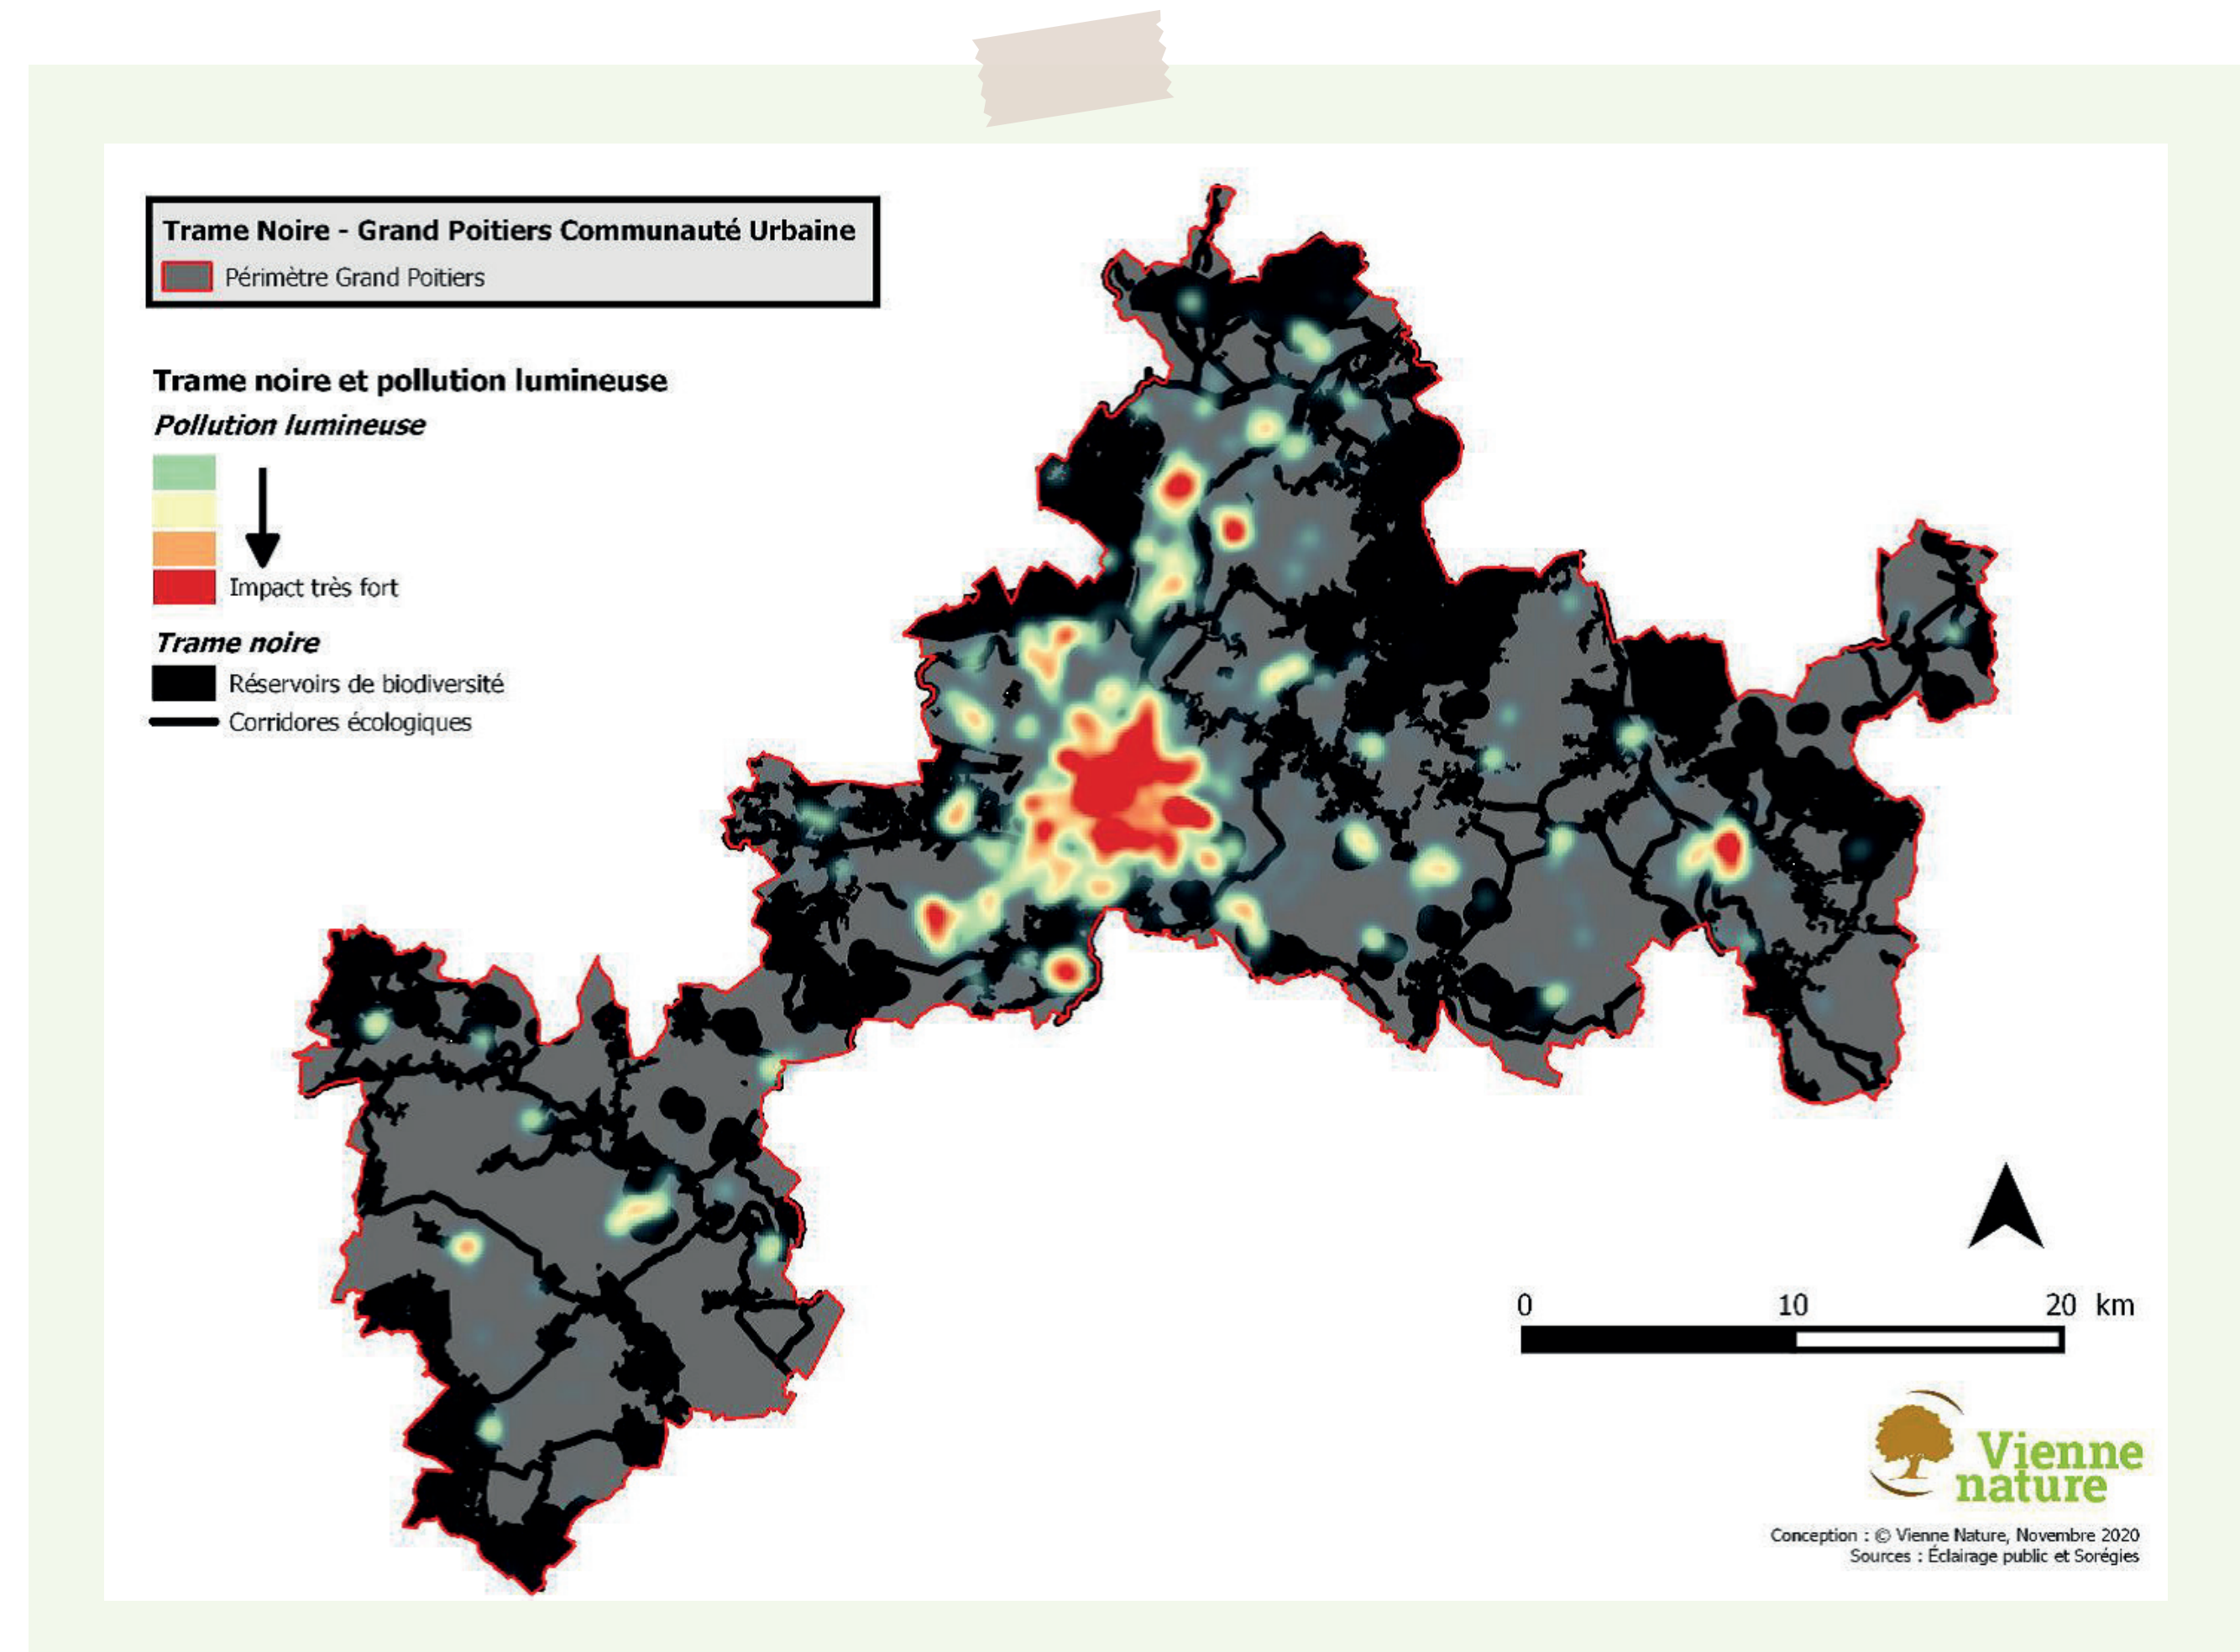 Trame Noire - Grand Poitiers Communauté Urbaine
Périmètre Grand Poitiers
Trame noire et pollution lumineuse
Pollution lumineuse
Impact très fort
Trame noire
Réservoirs de biodiversité
Corridores écologiques
0 10 20 km
Vienne
nature
Conception : © Vienne Nature, Novembre 2020
Sources : Éclairage public et Sorégies